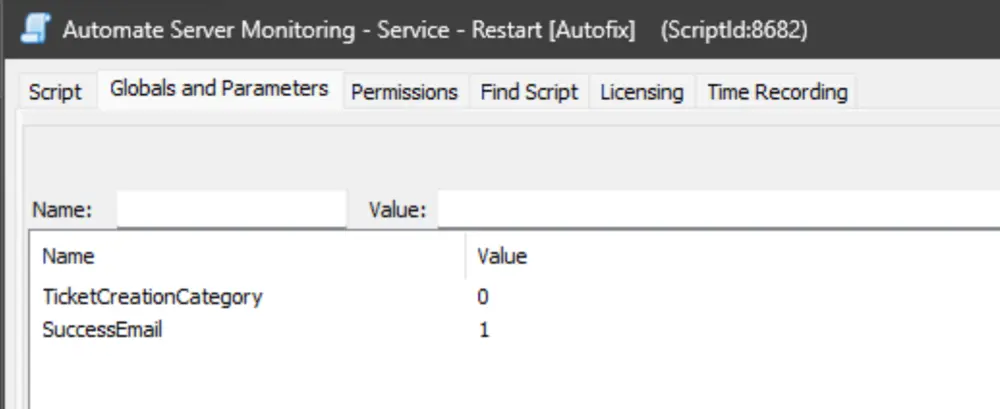 Automate Server Monitoring - Service - Restart [Autofix] (ScriptId:8682)
Script Globals and Parameters Permissions Find Script Licensing Time Recording
Name: Value:
Name Value
TicketCreationCategory 0
SuccessEmail 1